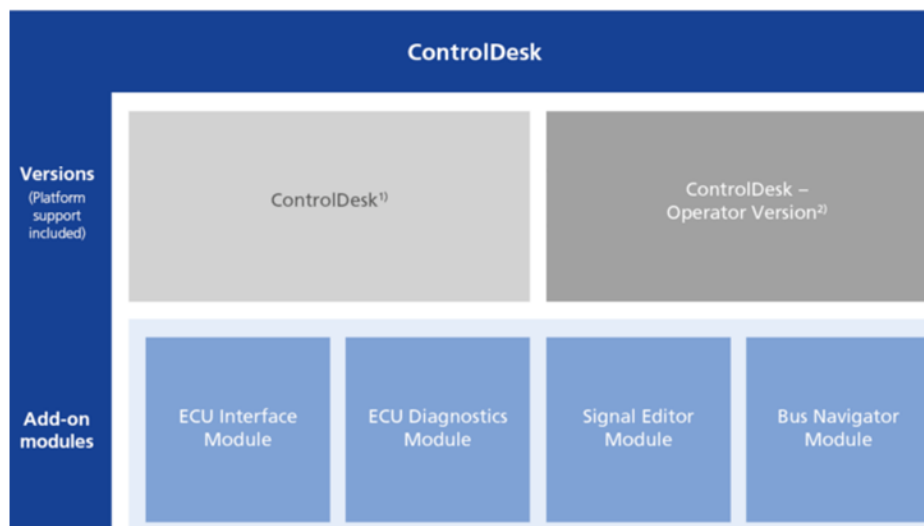 ControlDesk
Versions
(Platform
support
included)
ControlDesk¹⁾
ControlDesk –
Operator Version²⁾
Add-on
modules
ECU Interface
Module
ECU Diagnostics
Module
Signal Editor
Module
Bus Navigator
Module